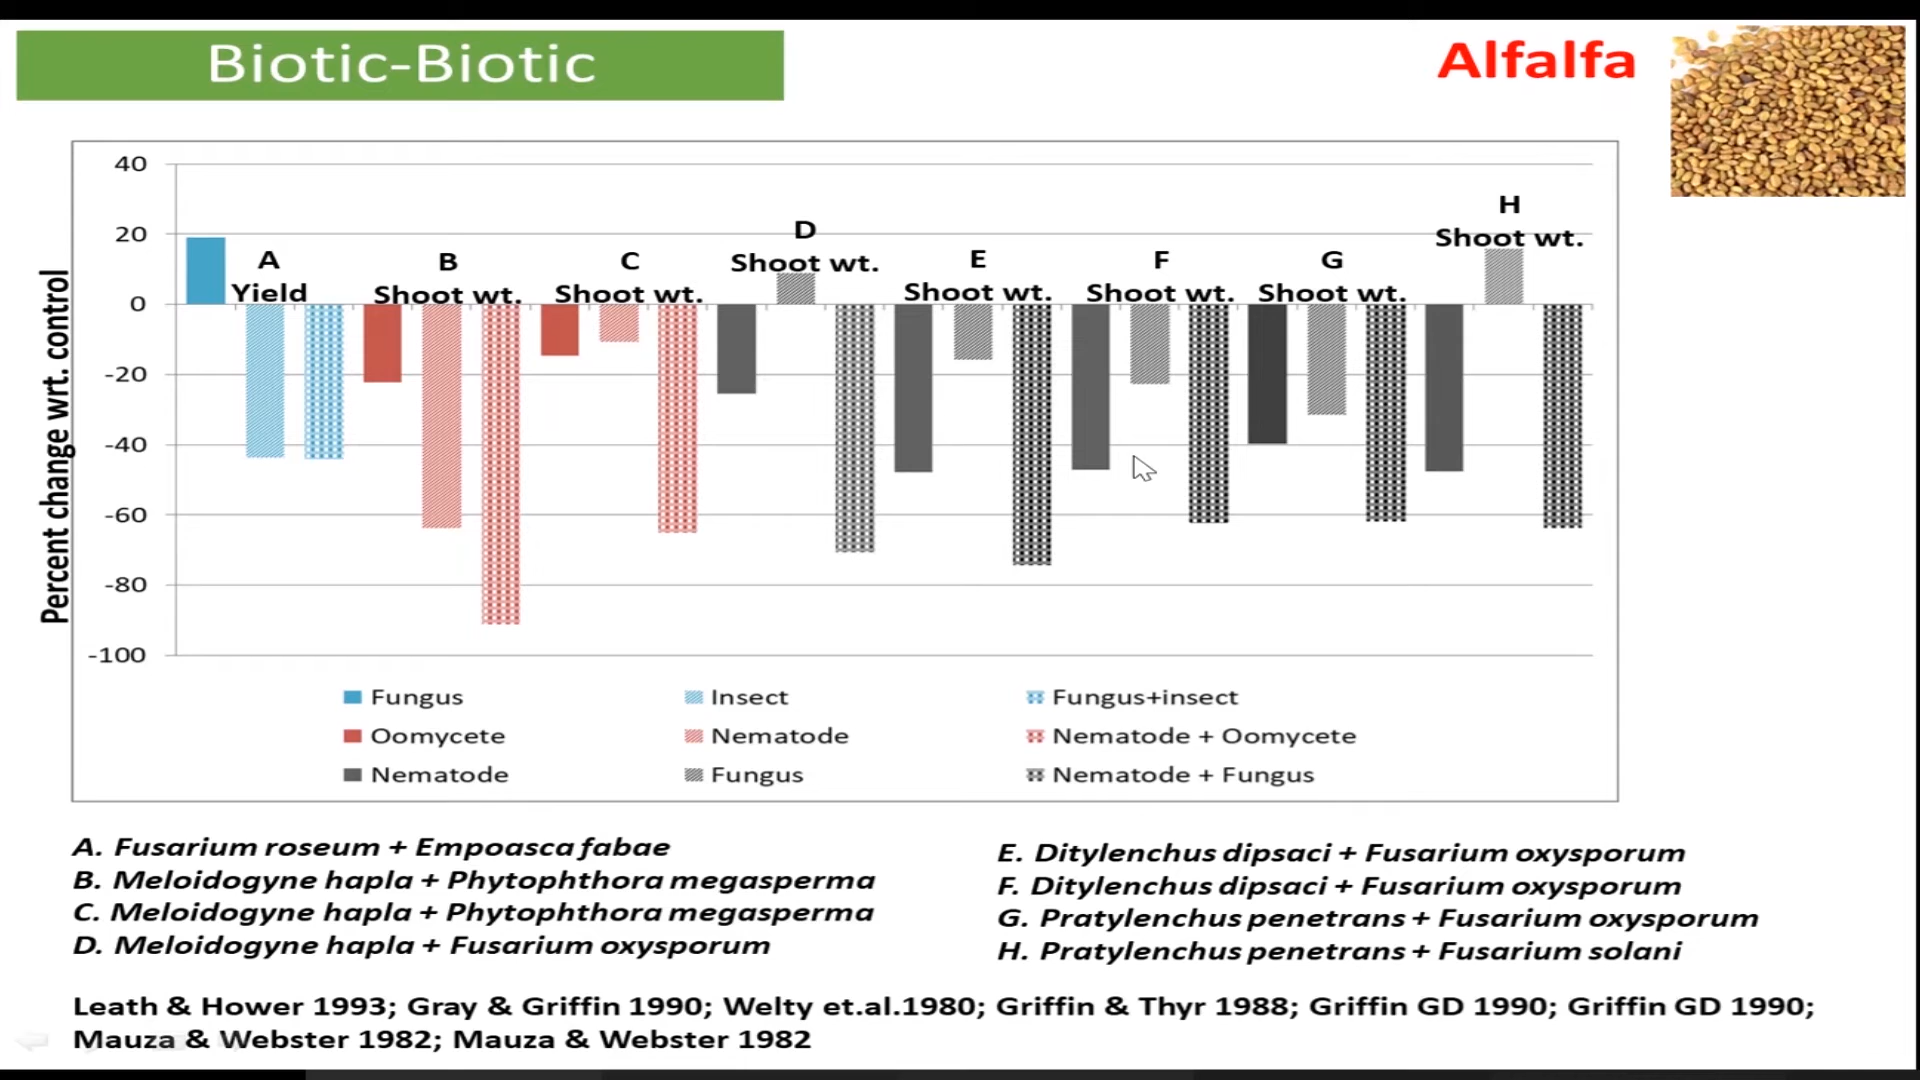 Biotic-Biotic
Alfalfa
Percent change wrt. control
40
20
0
-20
-40
-60
-80
-100
A
Yield
B
Shoot wt.
C
Shoot wt.
D
Shoot wt.
E
Shoot wt.
F
Shoot wt.
G
Shoot wt.
H
Shoot wt.
Fungus Insect Fungus+insect
Oomycete Nematode Nematode + Oomycete
Nematode Fungus Nematode + Fungus
A. Fusarium roseum + Empoasca fabae
B. Meloidogyne hapla + Phytophthora megasperma
C. Meloidogyne hapla + Phytophthora megasperma
D. Meloidogyne hapla + Fusarium oxysporum
E. Ditylenchus dipsaci + Fusarium oxysporum
F. Ditylenchus dipsaci + Fusarium oxysporum
G. Pratylenchus penetrans + Fusarium oxysporum
H. Pratylenchus penetrans + Fusarium solani
Leath & Hower 1993; Gray & Griffin 1990; Welty et.al.1980; Griffin & Thyr 1988; Griffin GD 1990; Griffin GD 1990;
Mauza & Webster 1982; Mauza & Webster 1982